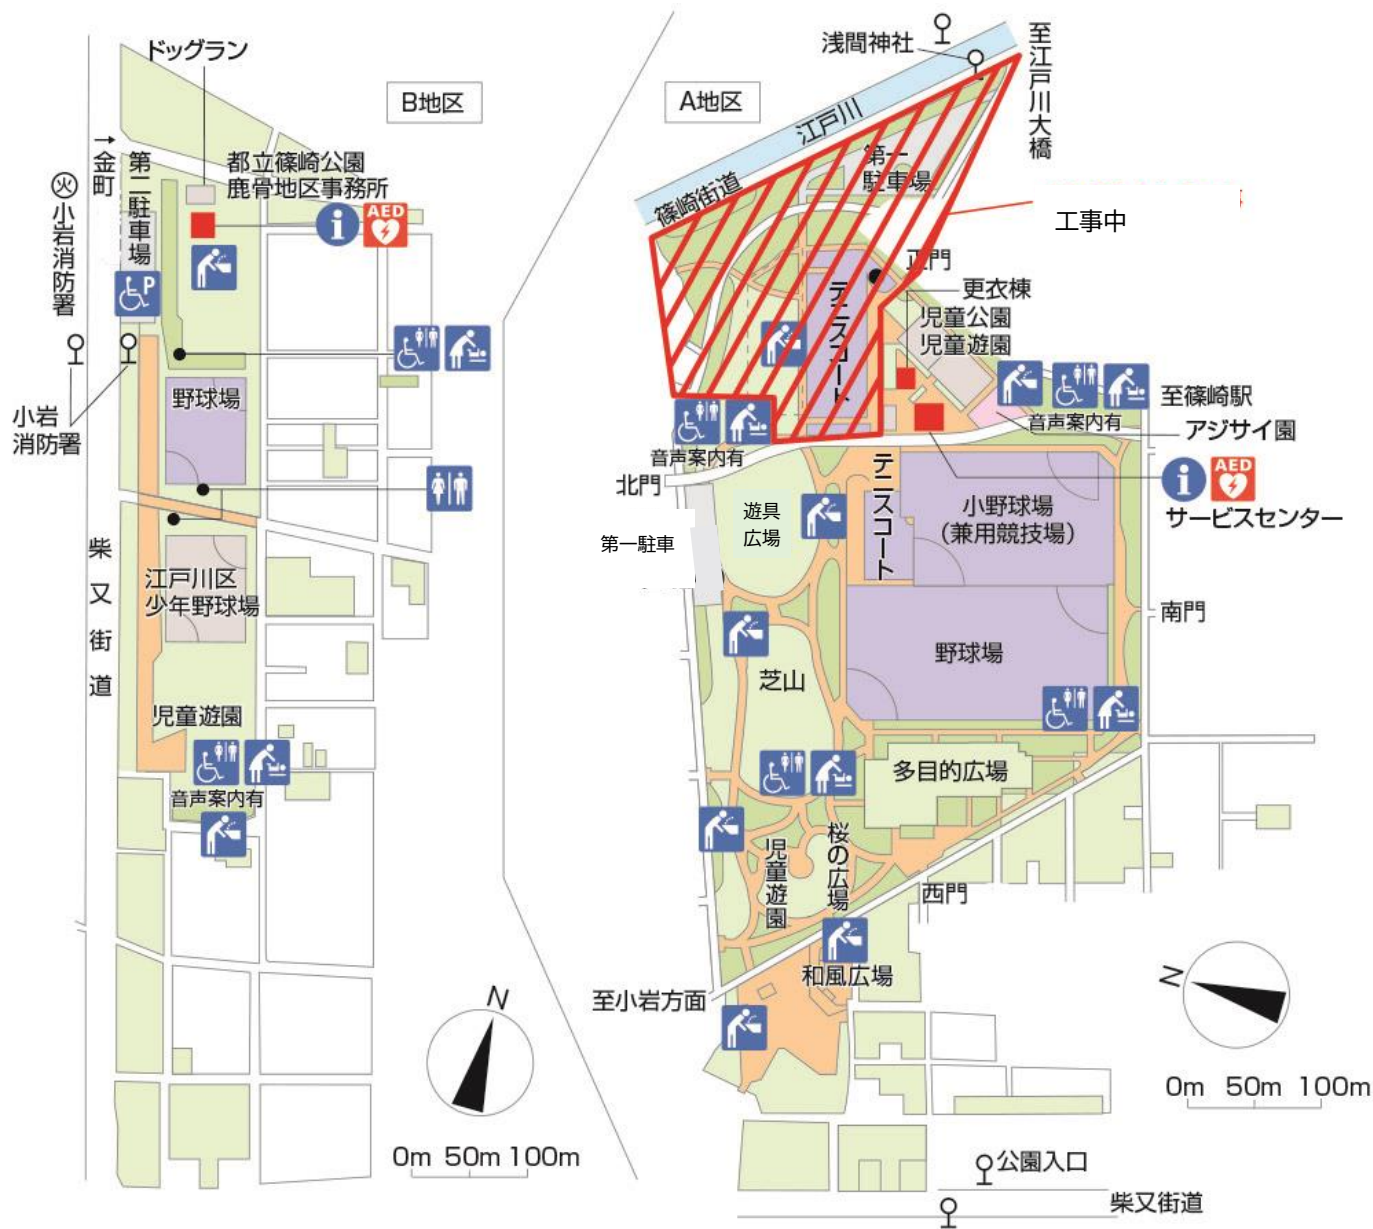 ドッグラン
B地区
→金町
第二駐車場
都立篠崎公園
鹿骨地区事務所
AED
火
小岩消防署
P
野球場
小岩
消防署
江戸川区
少年野球場
柴又街道
児童遊園
音声案内有
N
0m 50m 100m
A地区
浅間神社
至江戸川大橋
江戸川
篠崎街道
第一
駐車場
工事中
正門
更衣棟
児童公園
児童遊園
テニスコート
至篠崎駅
音声案内有
アジサイ園
音声案内有
北門
AED
サービスセンター
遊具
広場
テニスコート
小野球場
(兼用競技場)
第一駐車
南門
野球場
芝山
多目的広場
児童遊園
桜の広場
西門
和風広場
至小岩方面
N
0m 50m 100m
公園入口
柴又街道